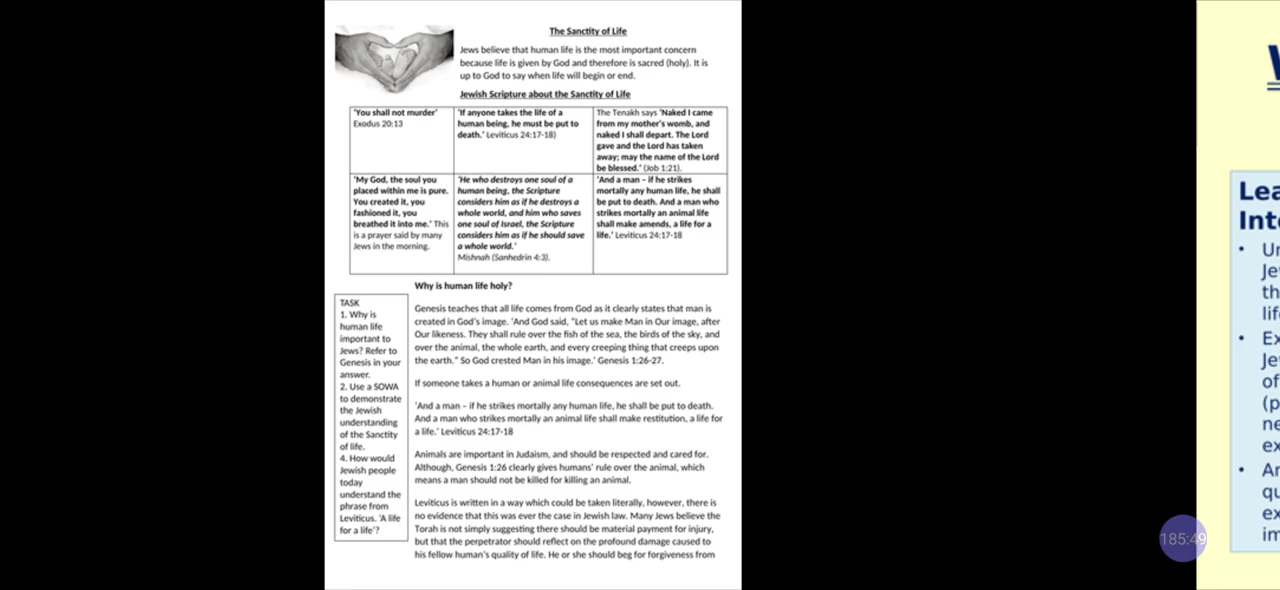 The Sanctity of Life
Jews believe that human life is the most important concern
because life is given by God and therefore is sacred (holy). It is
up to God to say when life will begin or end.
Jewish Scripture about the Sanctity of Life
'You shall not murder'
Exodus 20:13
'If anyone takes the life of a
human being, he must be put to
death.' Leviticus 24:17-18)
The Tenakh says 'Naked I came
from my mother's womb, and
naked I shall depart. The Lord
gave and the Lord has taken
away; may the name of the Lord
be blessed.' (Job 1:21).
'My God, the soul you
placed within me is pure.
You created it, you
fashioned it, you
breathed it into me.' This
is a prayer said by many
Jews in the morning.
'He who destroys one soul of a
human being, the Scripture
considers him as if he destroys a
whole world, and him who saves
one soul of Israel, the Scripture
considers him as if he should save
a whole world.'
Mishnah (Sanhedrin 4:3).
'And a man – if he strikes
mortally any human life, he shall
be put to death. And a man who
strikes mortally an animal life
shall make amends, a life for a
life.' Leviticus 24:17-18
Why is human life holy?
TASK
1. Why is
human life
important to
Jews? Refer to
Genesis in your
answer.
2. Use a SOWA
to demonstrate
the Jewish
understanding
of the Sanctity
of life.
4. How would
Jewish people
today
understand the
phrase from
Leviticus. 'A life
for a life'?
Genesis teaches that all life comes from God as it clearly states that man is
created in God's image. 'And God said, "Let us make Man in Our image, after
Our likeness. They shall rule over the fish of the sea, the birds of the sky, and
over the animal, the whole earth, and every creeping thing that creeps upon
the earth." So God crested Man in his image.' Genesis 1:26-27.
If someone takes a human or animal life consequences are set out.
'And a man – if he strikes mortally any human life, he shall be put to death.
And a man who strikes mortally an animal life shall make restitution, a life for
a life.' Leviticus 24:17-18
Animals are important in Judaism, and should be respected and cared for.
Although, Genesis 1:26 clearly gives humans' rule over the animal, which
means a man should not be killed for killing an animal.
Leviticus is written in a way which could be taken literally, however, there is
no evidence that this was ever the case in Jewish law. Many Jews believe the
Torah is not simply suggesting there should be material payment for injury,
but that the perpetrator should reflect on the profound damage caused to
his fellow human's quality of life. He or she should beg for forgiveness from
Lea
Inte
• Un
Je
th
life
• Ex
Je
of
(p
ne
ex
• An
qu
ex
im
185:49